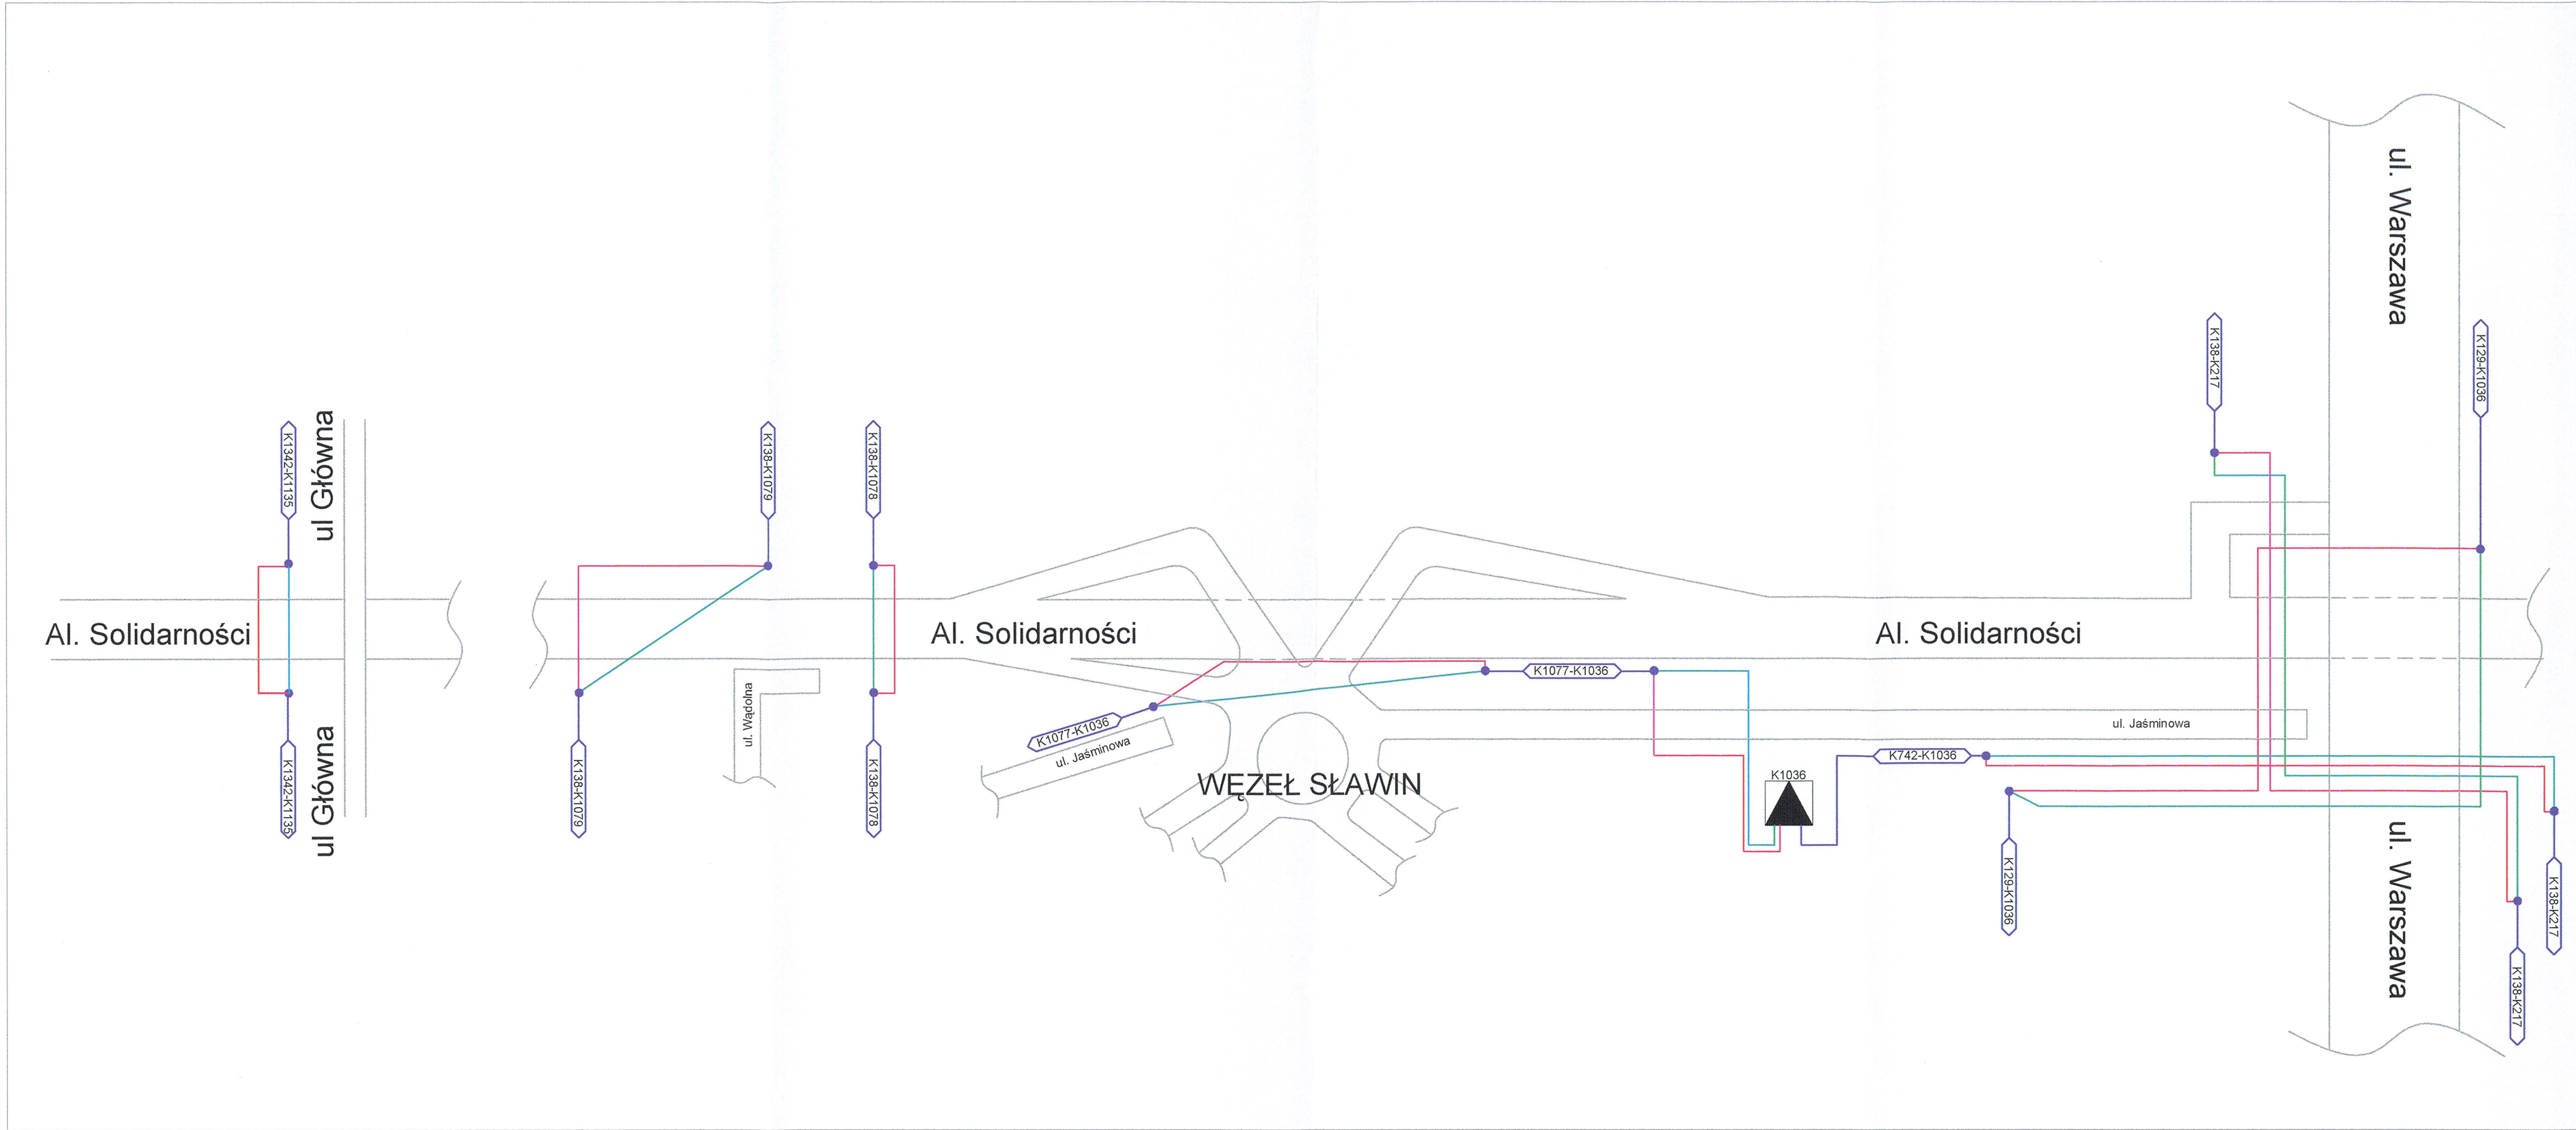 ul. Warszawa
K138-K217
K129-K1036
K1342-K1135
ul Główna
K138-K1079
K138-K1078
Al. Solidarności
Al. Solidarności
Al. Solidarności
K1077-K1036
ul. Wądolna
K1077-K1036
ul. Jaśminowa
ul. Jaśminowa
K742-K1036
K1036
WĘZEŁ SŁAWIN
K1342-K1135
ul Główna
K138-K1079
K138-K1078
K129-K1036
ul. Warszawa
K138-K217
K138-K217